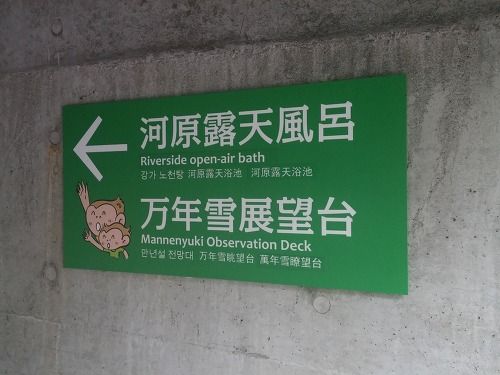 河原露天風呂
Riverside open-air bath
강가 노천탕 河原露天浴池 河原露天浴池
万年雪展望台
Mannenyuki Observation Deck
만년설 전망대 万年雪眺望台 萬年雪瞭望台